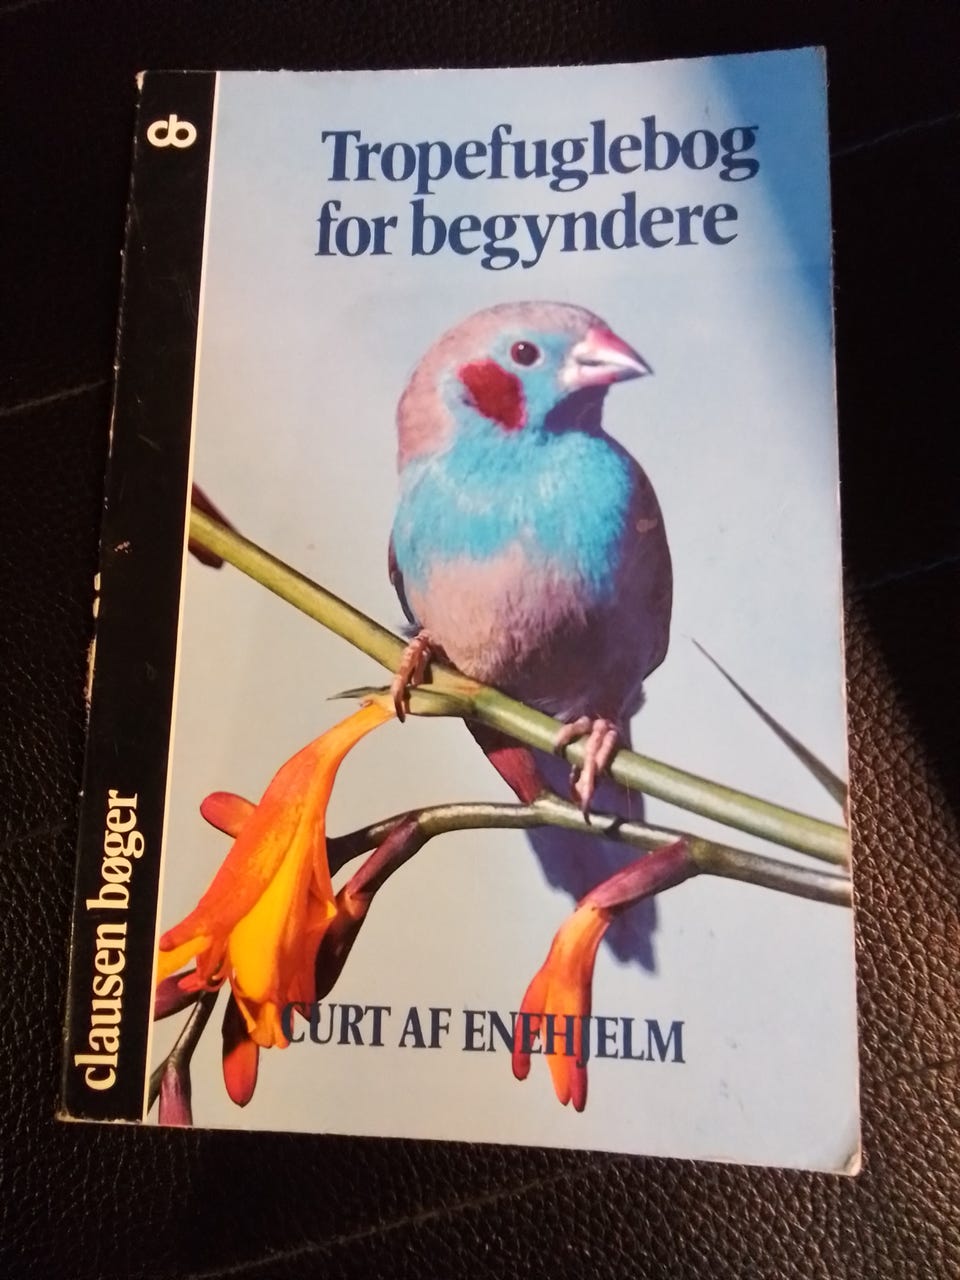 cb
Tropefuglebog
for begyndere
CURT AF ENEHJELM
clausen bøger